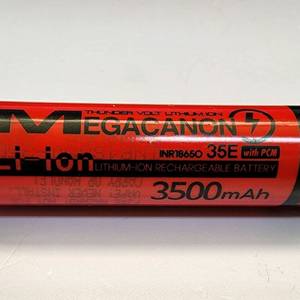 THUNDER VOLT LITHIUM-ION
MEGACANON
Li-ion INR18650 35E with PCM
LITHIUM-ION RECHARGEABLE BATTERY
3500mAh